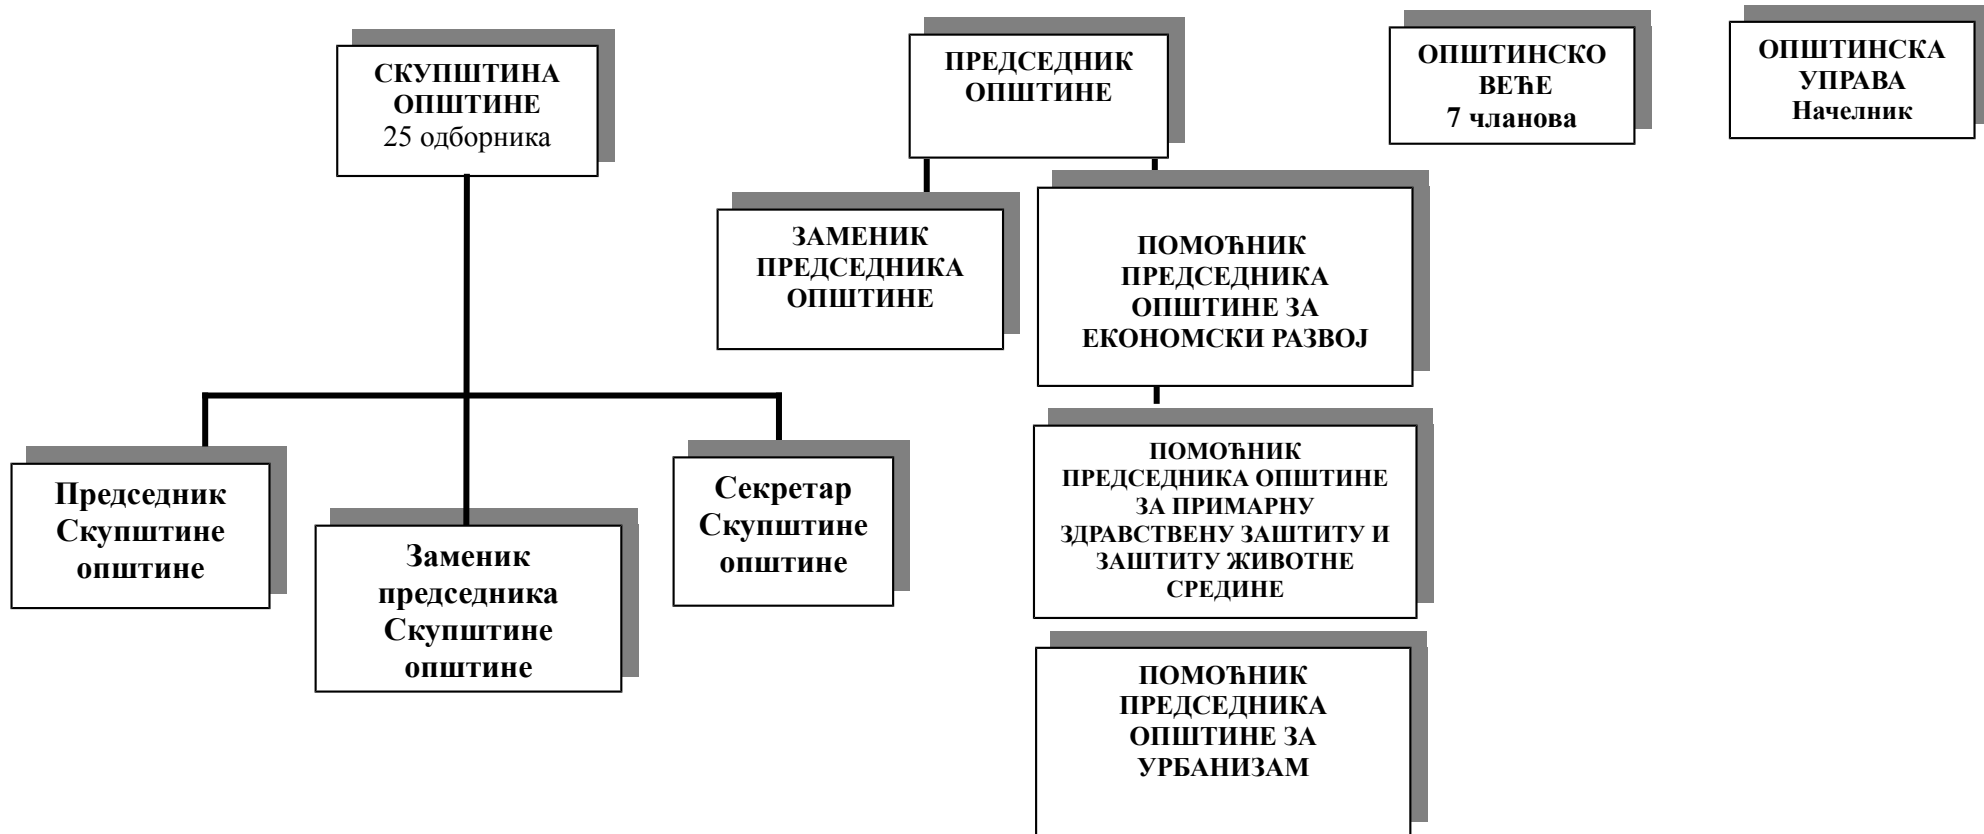 СКУПШТИНА
ОПШТИНЕ
25 одборника
ПРЕДСЕДНИК
ОПШТИНЕ
ОПШТИНСКО
ВЕЋЕ
7 чланова
ОПШТИНСКА
УПРАВА
Начелник
ЗАМЕНИК
ПРЕДСЕДНИКА
ОПШТИНЕ
ПОМОЋНИК
ПРЕДСЕДНИКА
ОПШТИНЕ ЗА
ЕКОНОМСКИ РАЗВОЈ
Председник
Скупштине
општине
Заменик
председника
Скупштине
општине
Секретар
Скупштине
општине
ПОМОЋНИК
ПРЕДСЕДНИКА ОПШТИНЕ
ЗА ПРИМАРНУ
ЗДРАВСТВЕНУ ЗАШТИТУ И
ЗАШТИТУ ЖИВОТНЕ
СРЕДИНЕ
ПОМОЋНИК
ПРЕДСЕДНИКА
ОПШТИНЕ ЗА
УРБАНИЗАМ